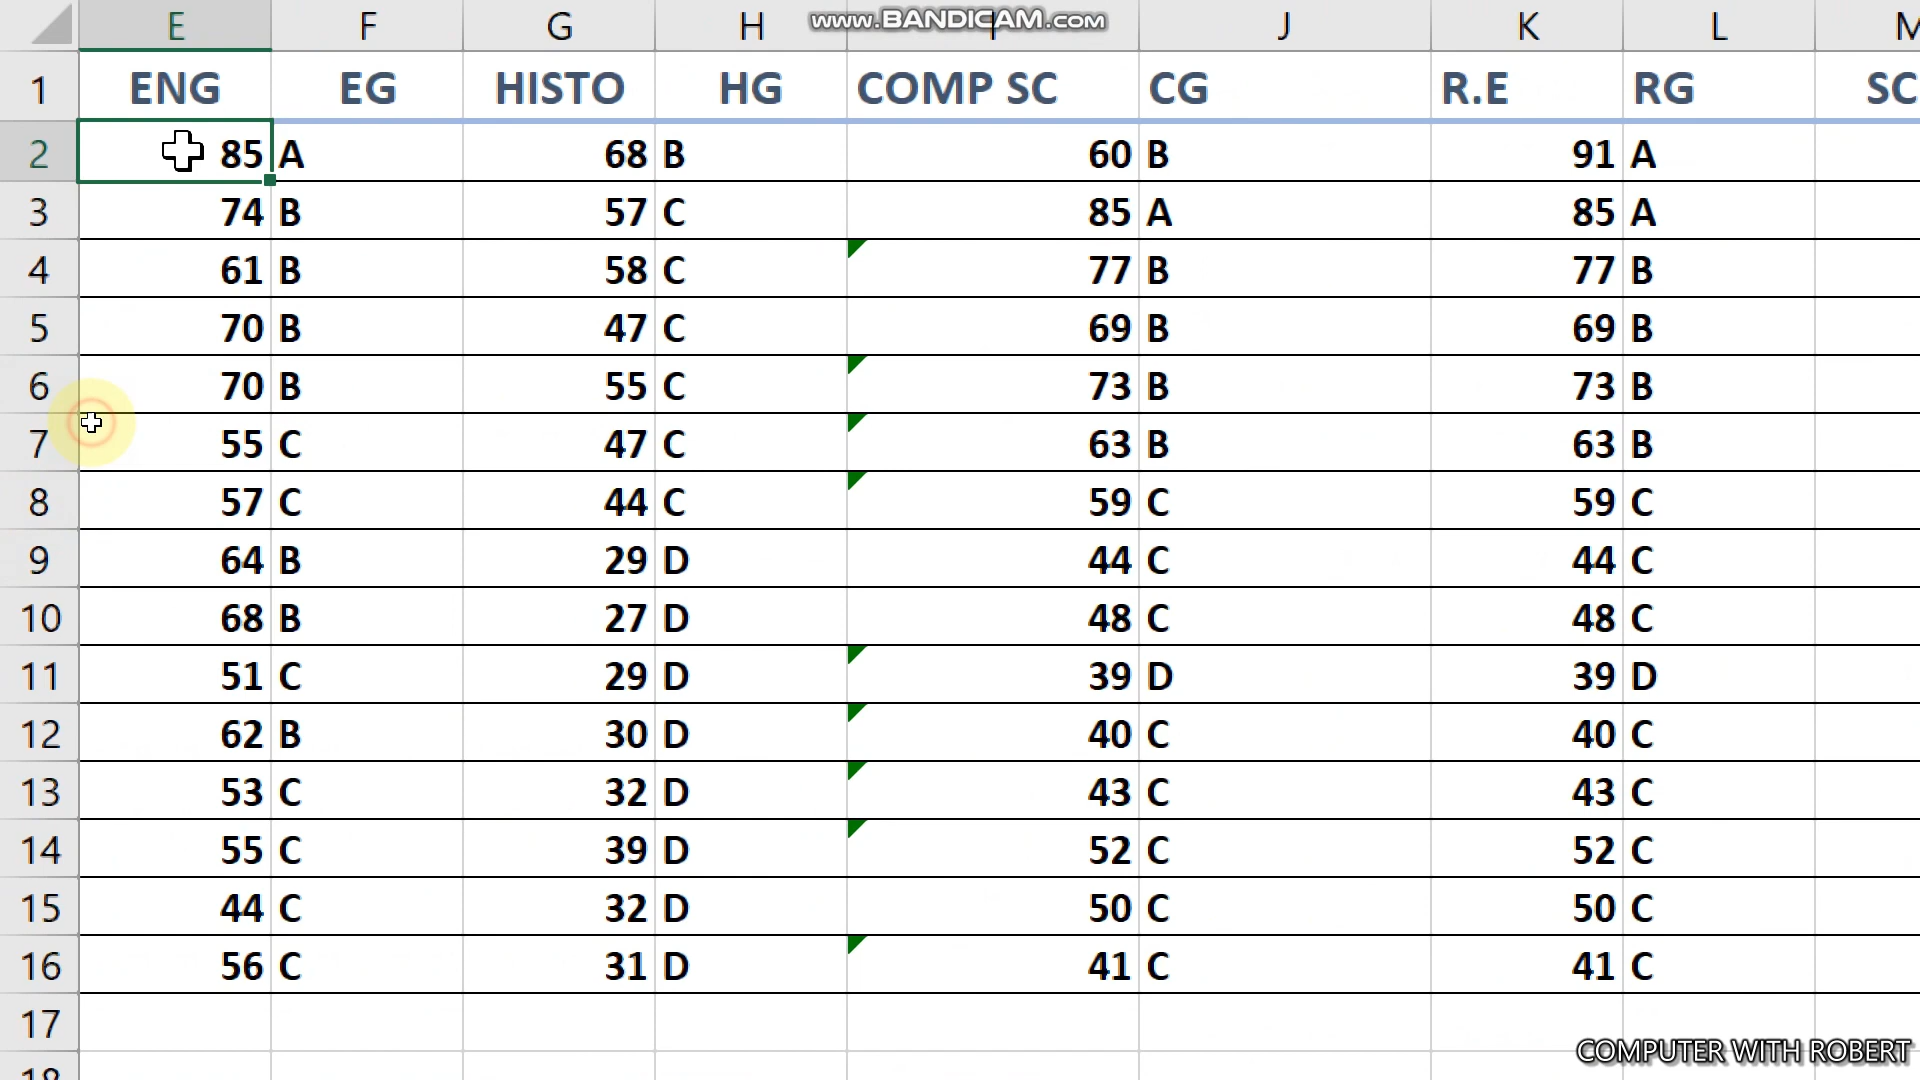 www.BANDICAM.com
E F G H I J K L M
1 ENG EG HISTO HG COMP SC CG R.E RG SC
2 85 A 68 B 60 B 91 A
3 74 B 57 C 85 A 85 A
4 61 B 58 C 77 B 77 B
5 70 B 47 C 69 B 69 B
6 70 B 55 C 73 B 73 B
7 55 C 47 C 63 B 63 B
8 57 C 44 C 59 C 59 C
9 64 B 29 D 44 C 44 C
10 68 B 27 D 48 C 48 C
11 51 C 29 D 39 D 39 D
12 62 B 30 D 40 C 40 C
13 53 C 32 D 43 C 43 C
14 55 C 39 D 52 C 52 C
15 44 C 32 D 50 C 50 C
16 56 C 31 D 41 C 41 C
17
18
COMPUTER WITH ROBERT